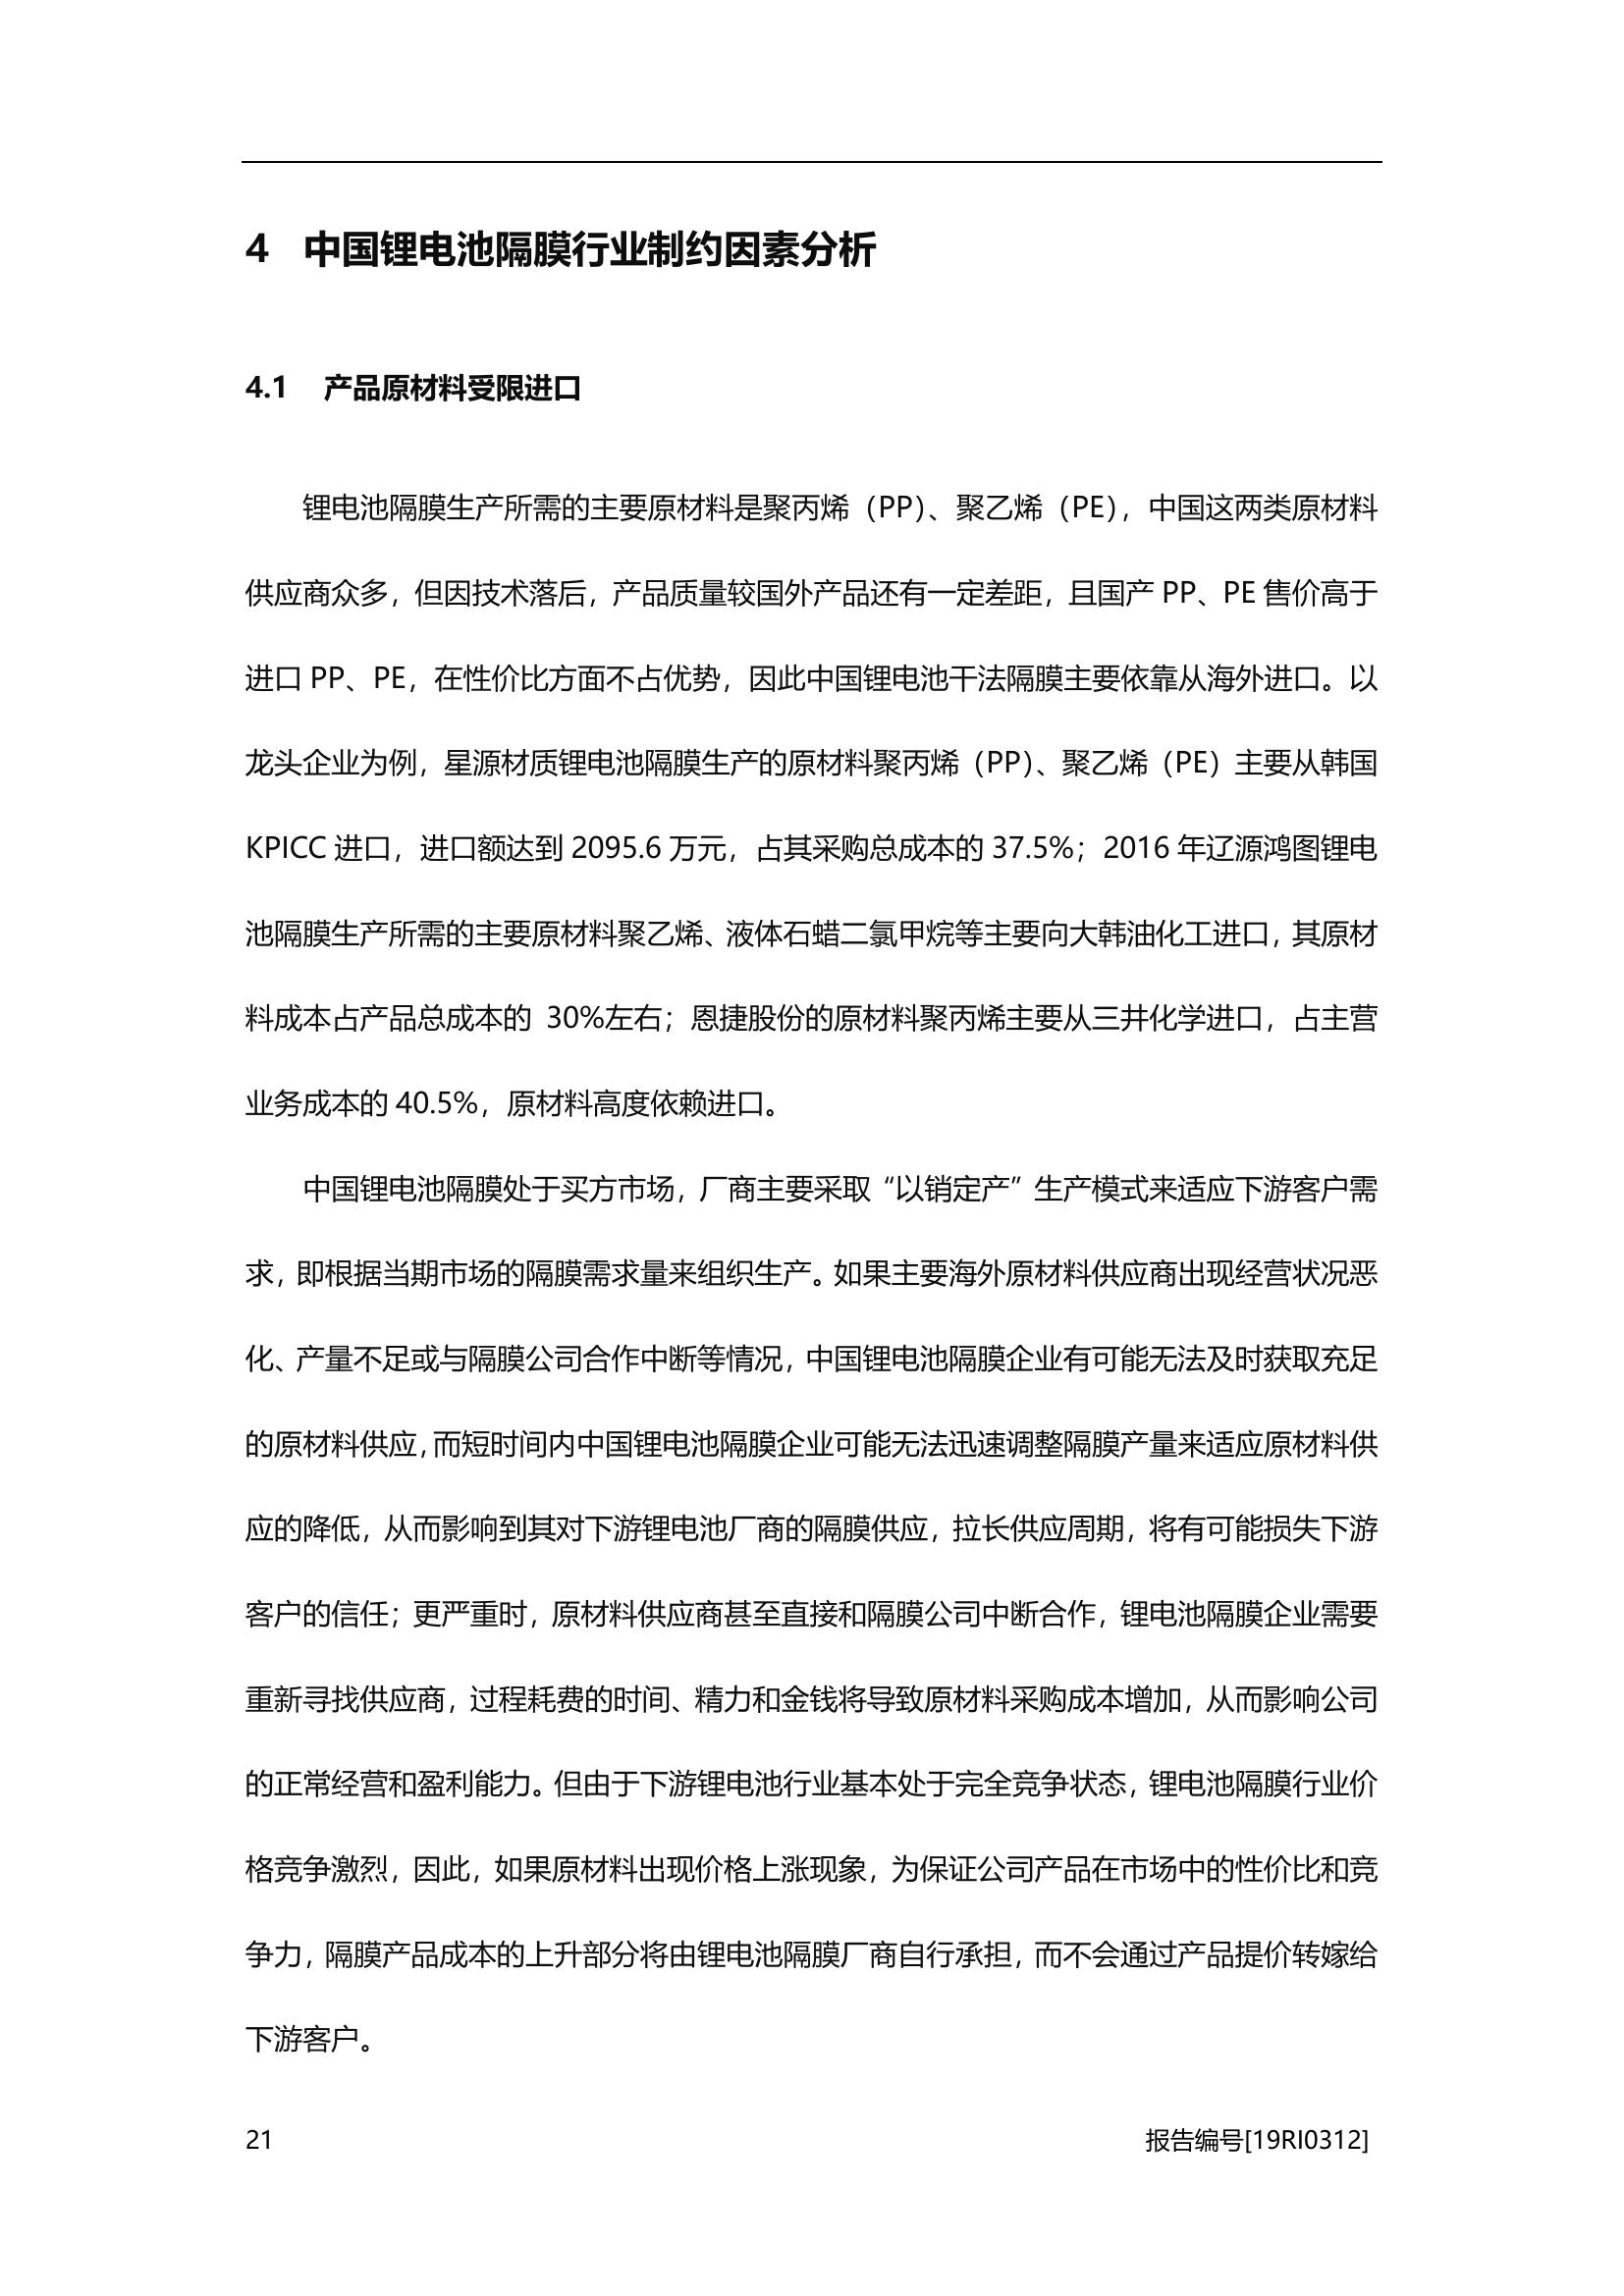 4 中国锂电池隔膜行业制约因素分析
4.1 产品原材料受限进口
锂电池隔膜生产所需的主要原材料是聚丙烯（PP）、聚乙烯（PE），中国这两类原材料
供应商众多，但因技术落后，产品质量较国外产品还有一定差距，且国产 PP、PE 售价高于
进口 PP、PE，在性价比方面不占优势，因此中国锂电池干法隔膜主要依靠从海外进口。以
龙头企业为例，星源材质锂电池隔膜生产的原材料聚丙烯（PP）、聚乙烯（PE）主要从韩国
KPICC 进口，进口额达到 2095.6 万元，占其采购总成本的 37.5%；2016 年辽源鸿图锂电
池隔膜生产所需的主要原材料聚乙烯、液体石蜡二氯甲烷等主要向大韩油化工进口，其原材
料成本占产品总成本的 30%左右；恩捷股份的原材料聚丙烯主要从三井化学进口，占主营
业务成本的 40.5%，原材料高度依赖进口。
中国锂电池隔膜处于买方市场，厂商主要采取“以销定产”生产模式来适应下游客户需
求，即根据当期市场的隔膜需求量来组织生产。如果主要海外原材料供应商出现经营状况恶
化、产量不足或与隔膜公司合作中断等情况，中国锂电池隔膜企业有可能无法及时获取充足
的原材料供应，而短时间内中国锂电池隔膜企业可能无法迅速调整隔膜产量来适应原材料供
应的降低，从而影响到其对下游锂电池厂商的隔膜供应，拉长供应周期，将有可能损失下游
客户的信任；更严重时，原材料供应商甚至直接和隔膜公司中断合作，锂电池隔膜企业需要
重新寻找供应商，过程耗费的时间、精力和金钱将导致原材料采购成本增加，从而影响公司
的正常经营和盈利能力。但由于下游锂电池行业基本处于完全竞争状态，锂电池隔膜行业价
格竞争激烈，因此，如果原材料出现价格上涨现象，为保证公司产品在市场中的性价比和竞
争力，隔膜产品成本的上升部分将由锂电池隔膜厂商自行承担，而不会通过产品提价转嫁给
下游客户。
21 报告编号[19RI0312]